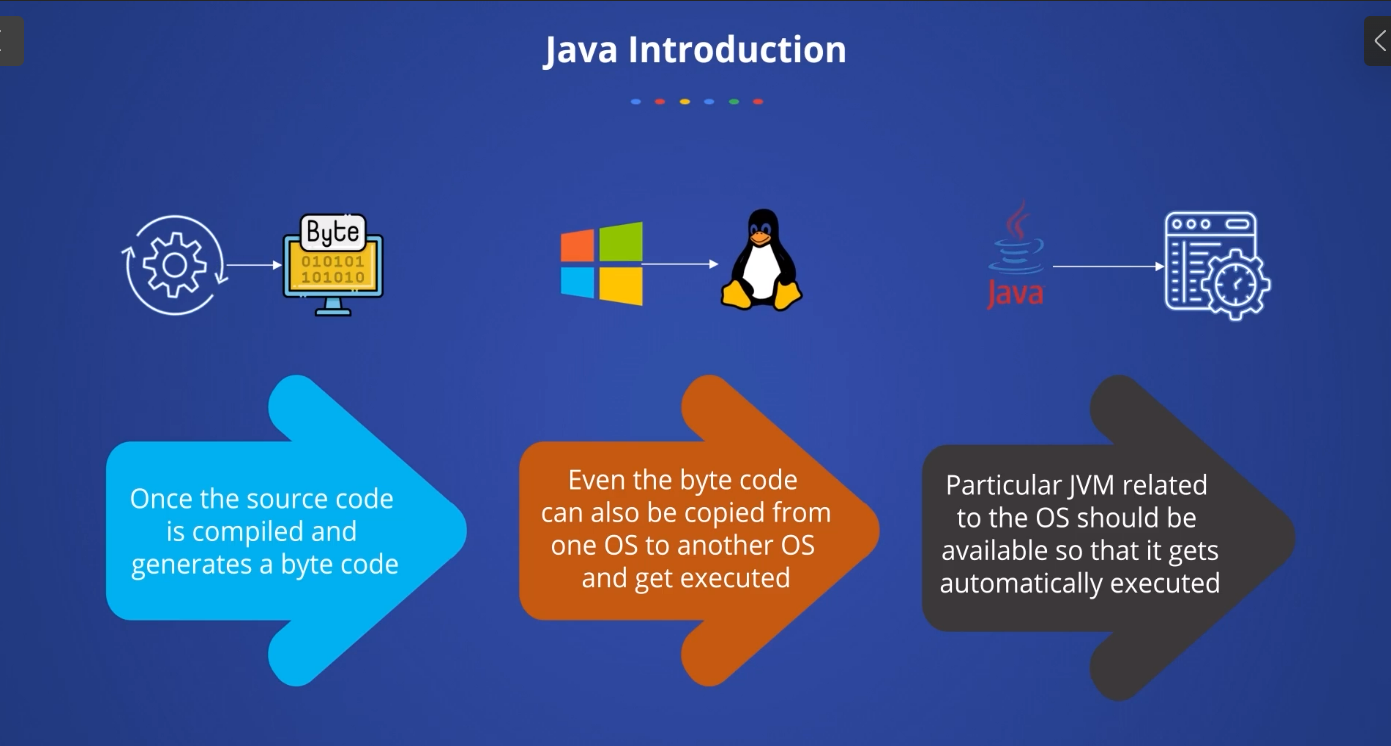 Java Introduction
Byte
010101
101010
Java
Once the source code
is compiled and
generates a byte code
Even the byte code
can also be copied from
one OS to another OS
and get executed
Particular JVM related
to the OS should be
available so that it gets
automatically executed